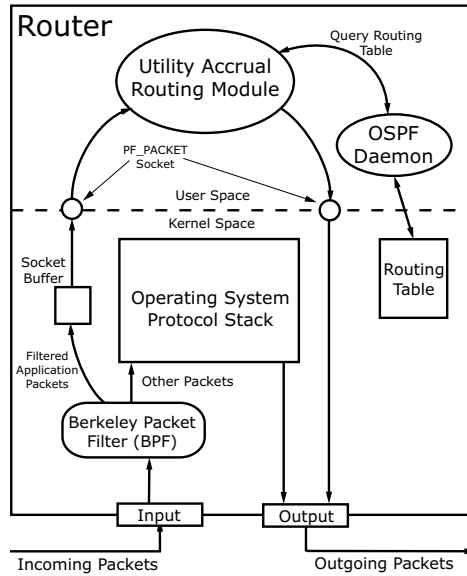 Router
Query Routing
Table
Utility Accrual
Routing Module
OSPF
Daemon
PF_PACKET
Socket
User Space
Kernel Space
Socket
Buffer
Operating System
Protocol Stack
Routing
Table
Filtered
Application
Packets
Other Packets
Berkeley Packet
Filter (BPF)
Input
Output
Incoming Packets
Outgoing Packets